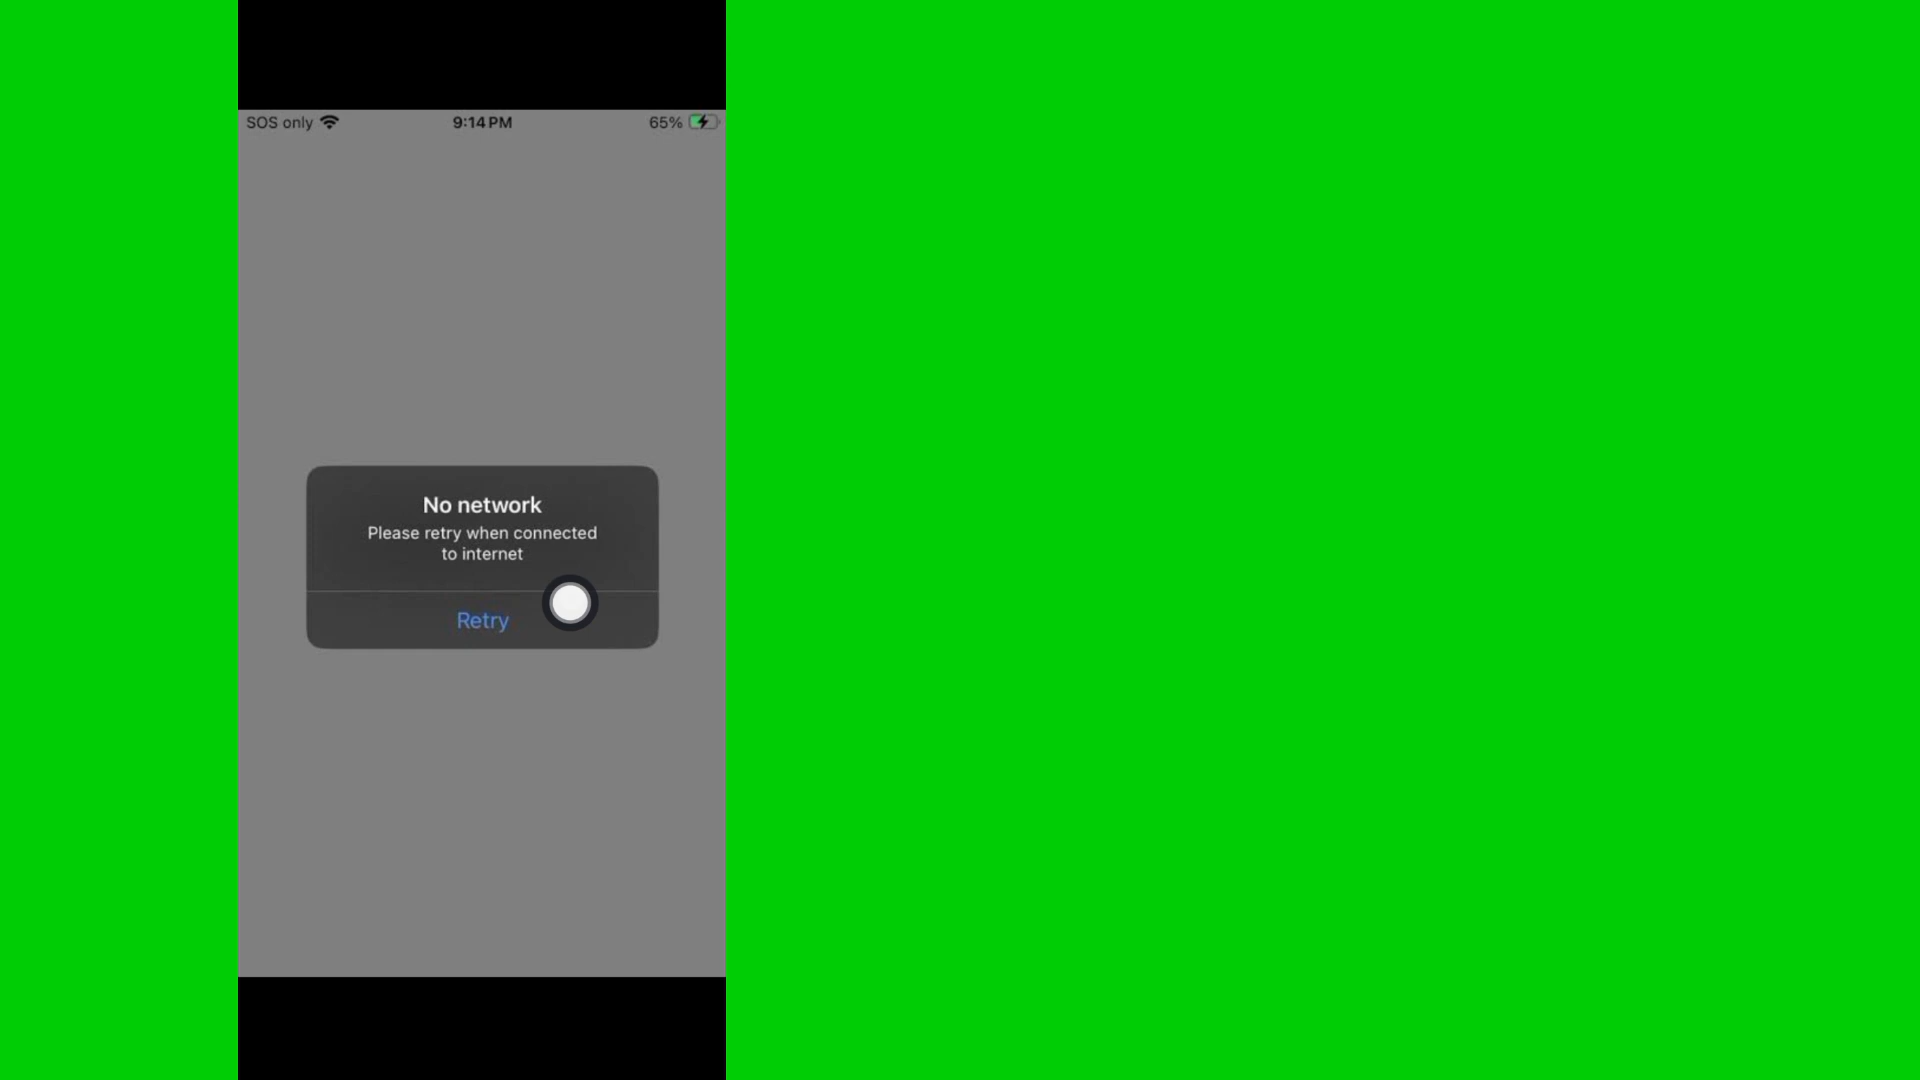 SOS only 9:14 PM 65%
No network
Please retry when connected
to internet
Retry